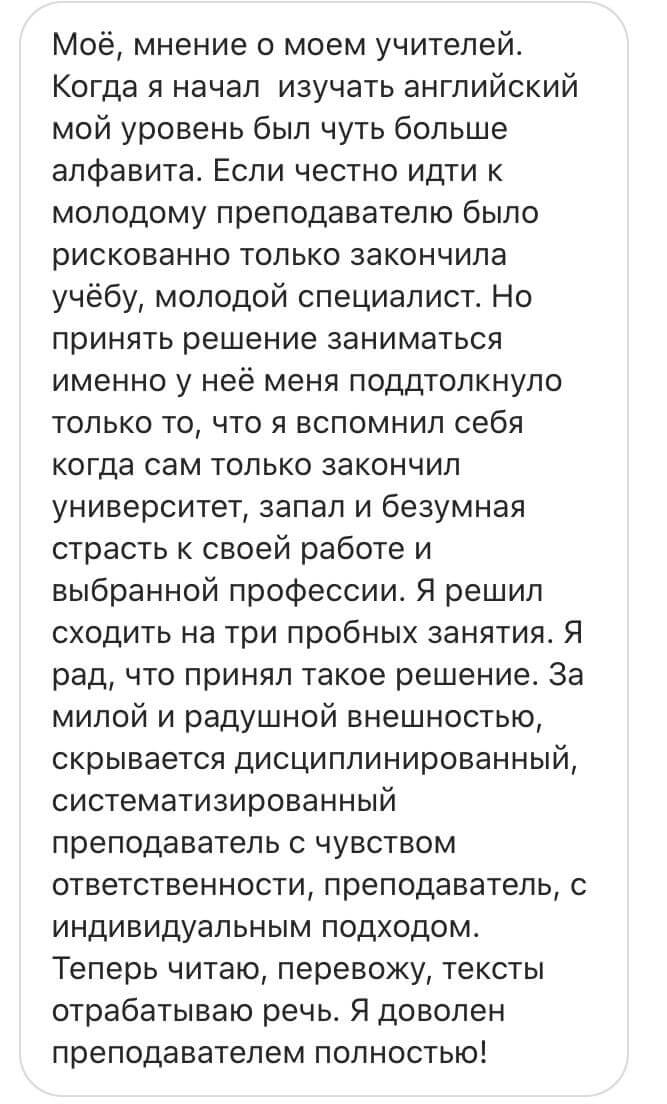 Моё, мнение о моем учителей.
Когда я начал  изучать английский
мой уровень был чуть больше
алфавита. Если честно идти к
молодому преподавателю было
рискованно только закончила
учёбу, молодой специалист. Но
принять решение заниматься
именно у неё меня поддтолкнуло
только то, что я вспомнил себя
когда сам только закончил
университет, запал и безумная
страсть к своей работе и
выбранной профессии. Я решил
сходить на три пробных занятия. Я
рад, что принял такое решение. За
милой и радушной внешностью,
скрывается дисциплинированный,
систематизированный
преподаватель с чувством
ответственности, преподаватель, с
индивидуальным подходом.
Теперь читаю, перевожу, тексты
отрабатываю речь. Я доволен
преподавателем полностью!